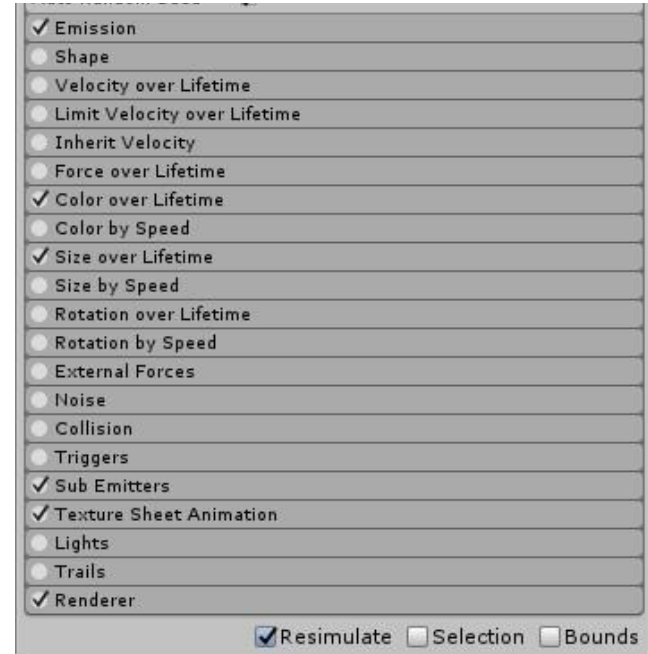 Emission
Shape
Velocity over Lifetime
Limit Velocity over Lifetime
Inherit Velocity
Force over Lifetime
Color over Lifetime
Color by Speed
Size over Lifetime
Size by Speed
Rotation over Lifetime
Rotation by Speed
External Forces
Noise
Collision
Triggers
Sub Emitters
Texture Sheet Animation
Lights
Trails
Renderer
Resimulate Selection Bounds